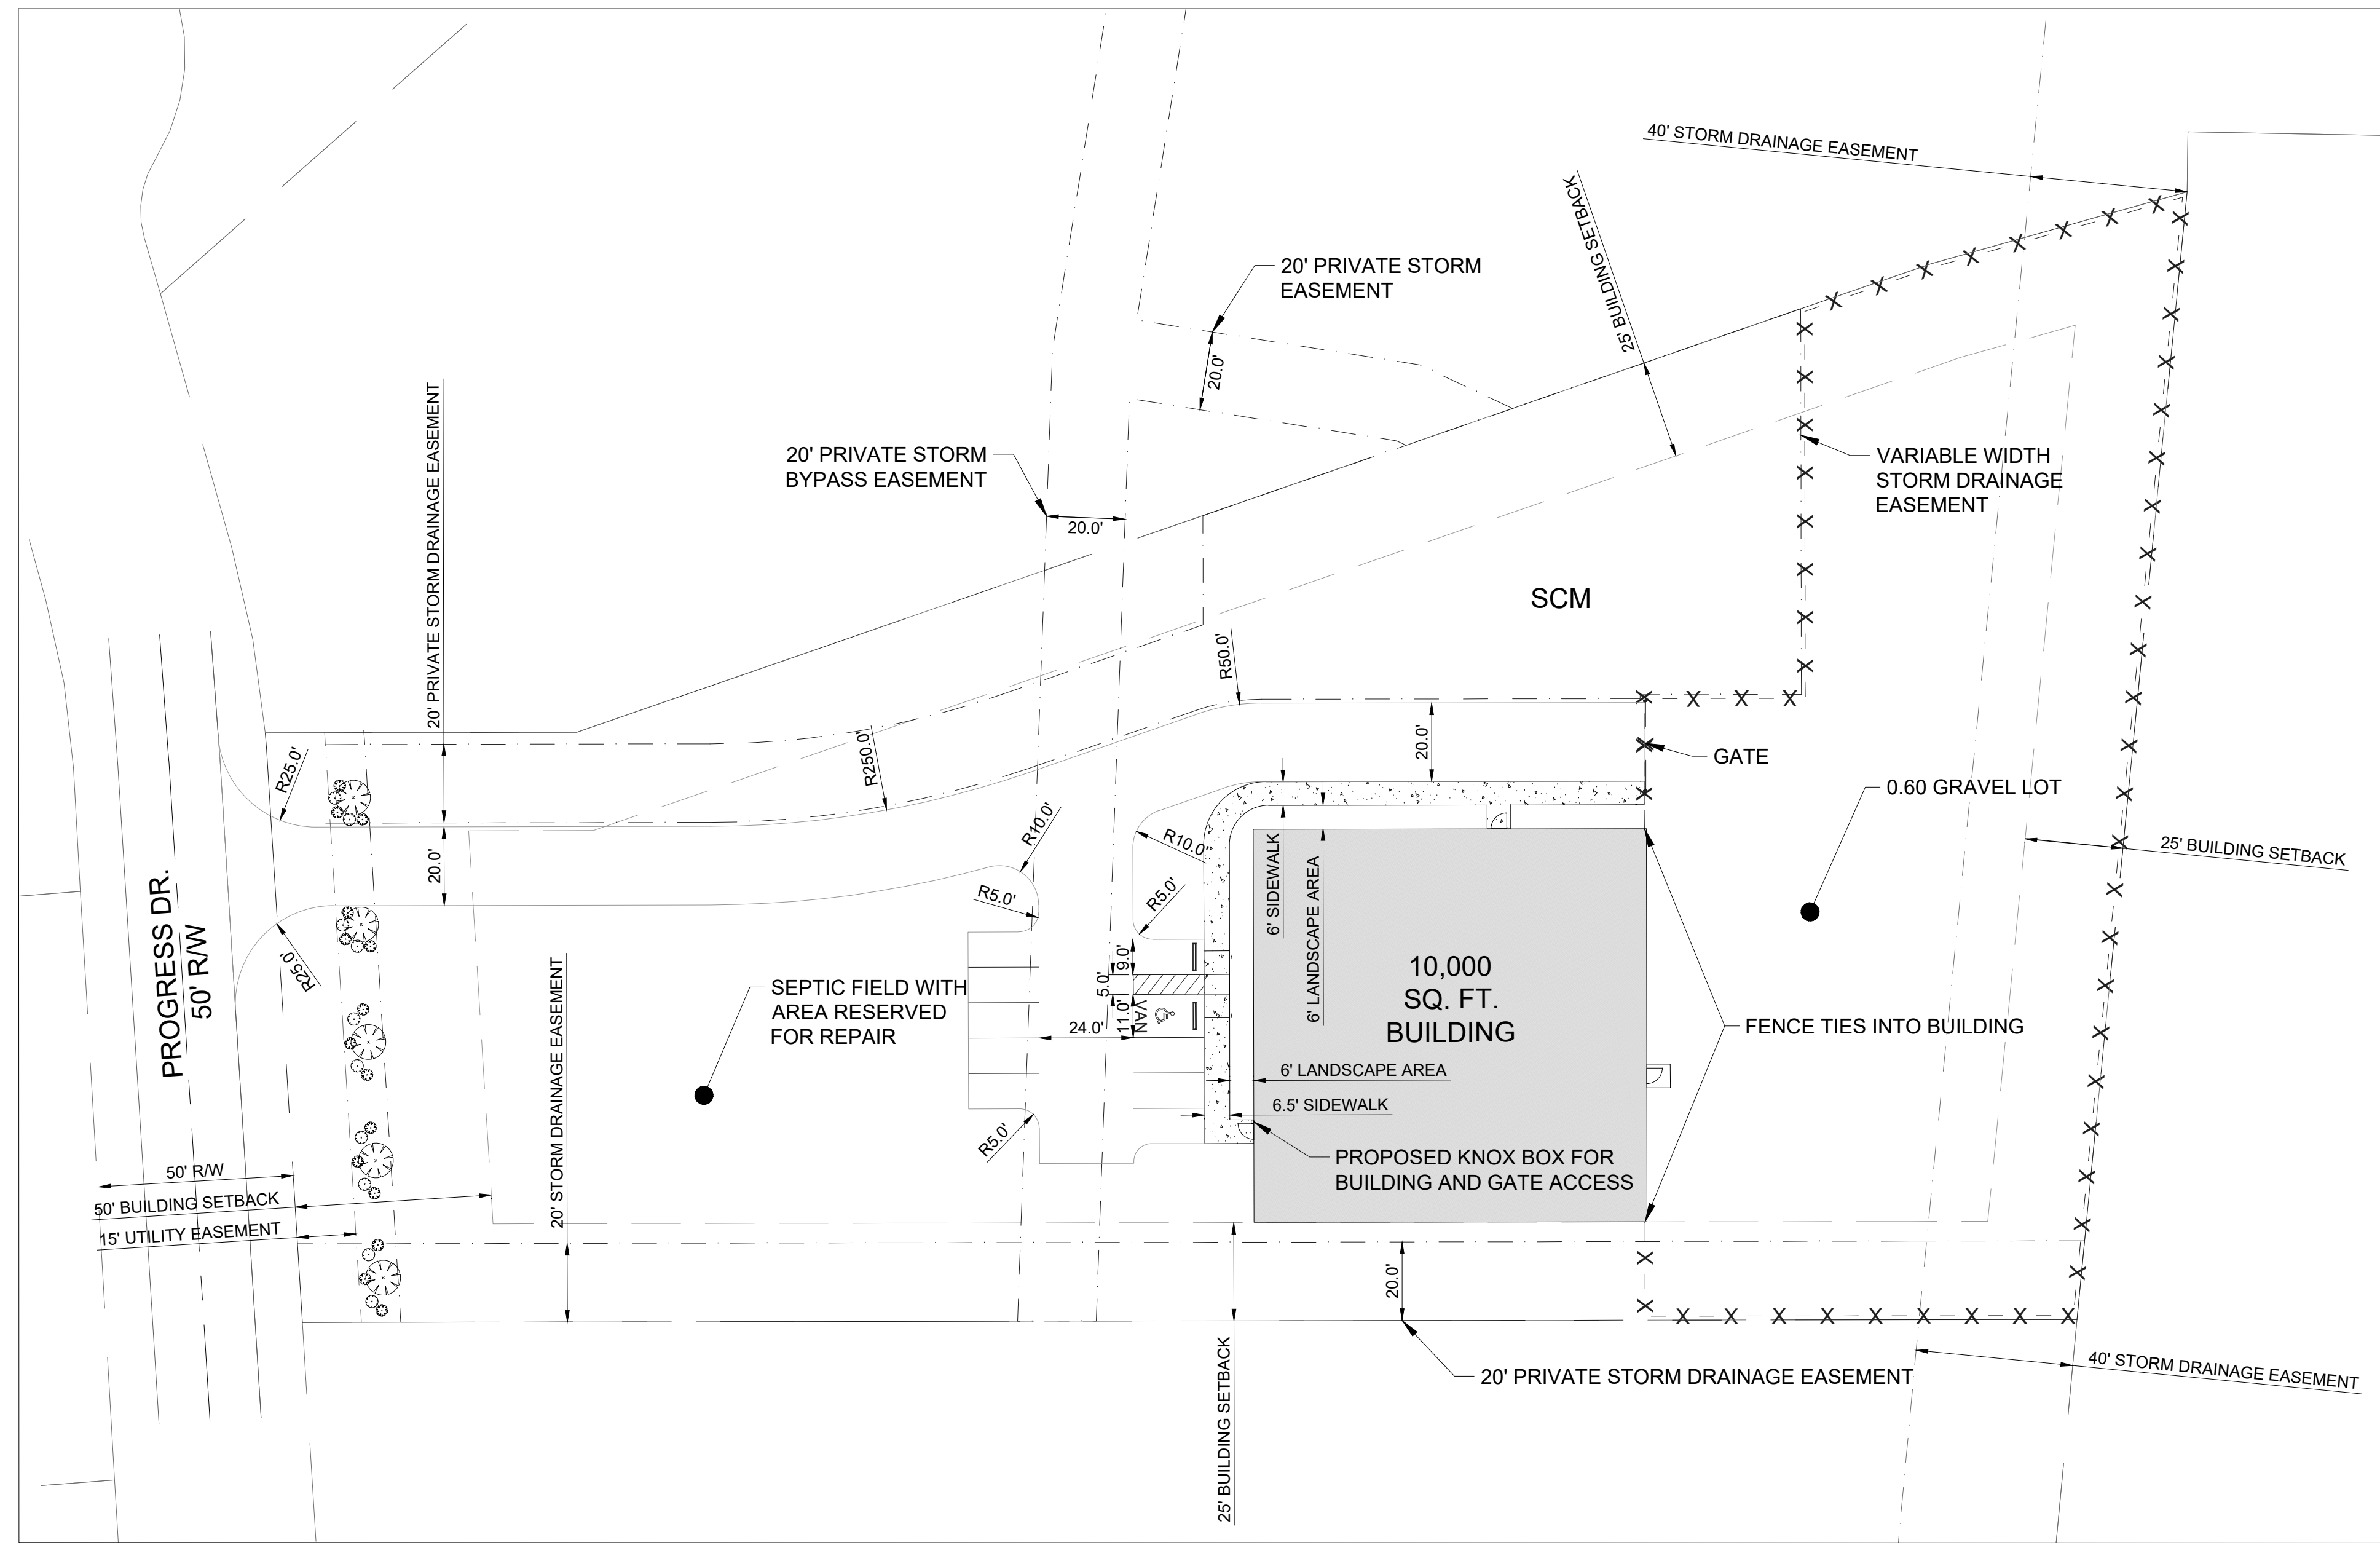 40' STORM DRAINAGE EASEMENT
25' BUILDING SETBACK
20' PRIVATE STORM
EASEMENT
20.0'
20' PRIVATE STORM DRAINAGE EASEMENT
20' PRIVATE STORM
BYPASS EASEMENT
20.0'
VARIABLE WIDTH
STORM DRAINAGE
EASEMENT
SCM
R50.0'
R25.0'
R250.0'
20.0'
GATE
0.60 GRAVEL LOT
20.0'
R10.0'
R10.0'
25' BUILDING SETBACK
R5.0'
R5.0'
6' SIDEWALK
6' LANDSCAPE AREA
PROGRESS DR.
50' R/W
R25.0'
20' STORM DRAINAGE EASEMENT
SEPTIC FIELD WITH
AREA RESERVED
FOR REPAIR
9.0'
5.0'
11.0'
VAN
24.0'
10,000
SQ. FT.
BUILDING
FENCE TIES INTO BUILDING
6' LANDSCAPE AREA
6.5' SIDEWALK
R5.0'
PROPOSED KNOX BOX FOR
BUILDING AND GATE ACCESS
50' R/W
50' BUILDING SETBACK
15' UTILITY EASEMENT
20.0'
25' BUILDING SETBACK
20' PRIVATE STORM DRAINAGE EASEMENT
40' STORM DRAINAGE EASEMENT